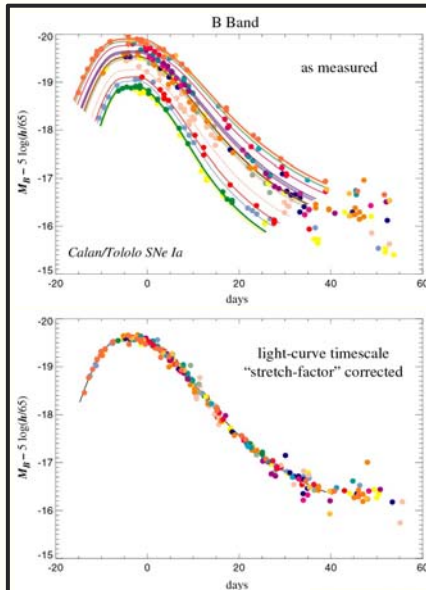 B Band
-20
as measured
-19
-18
-17
-16
-15
M_B – 5 log(h/65)
Calan/Tololo SNe Ia
-20 0 20 40 60
days
-20
light-curve timescale
“stretch-factor” corrected
-19
-18
-17
-16
-15
M_B – 5 log(h/65)
-20 0 20 40 60
days